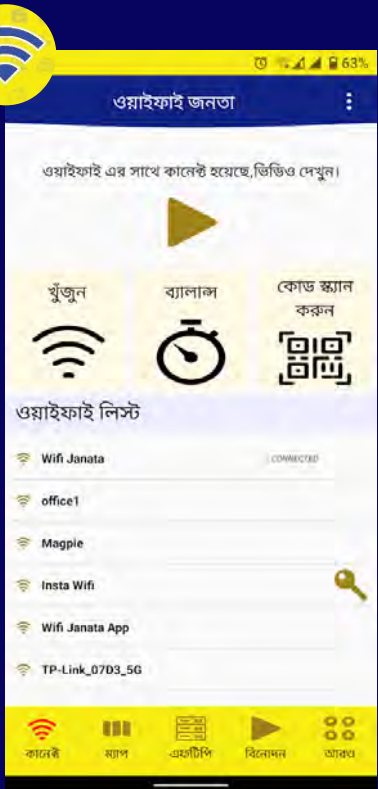 63%
ওয়াইফাই জনতা
ওয়াইফাই এর সাথে কানেক্ট হয়েছে,ভিডিও দেখুন।
খুঁজুন
ব্যালান্স
কোড স্ক্যান
করুন
ওয়াইফাই লিস্ট
Wifi Janata CONNECTED
office1
Magpie
Insta Wifi
Wifi Janata App
TP-Link_07D3_5G
কানেক্ট ম্যাপ এফটিপি বিনোদন আরও